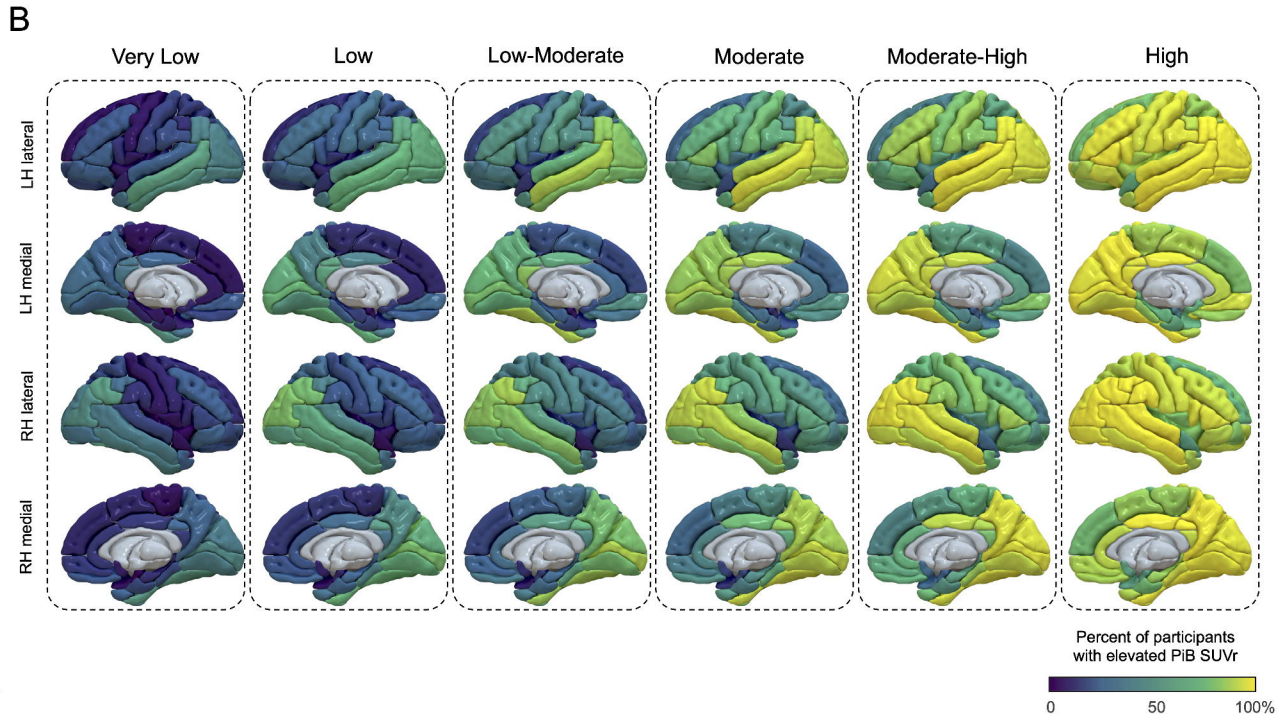 B
Very Low
Low
Low-Moderate
Moderate
Moderate-High
High
LH lateral
LH medial
RH lateral
RH medial
Percent of participants
with elevated PiB SUVr
0
50
100%